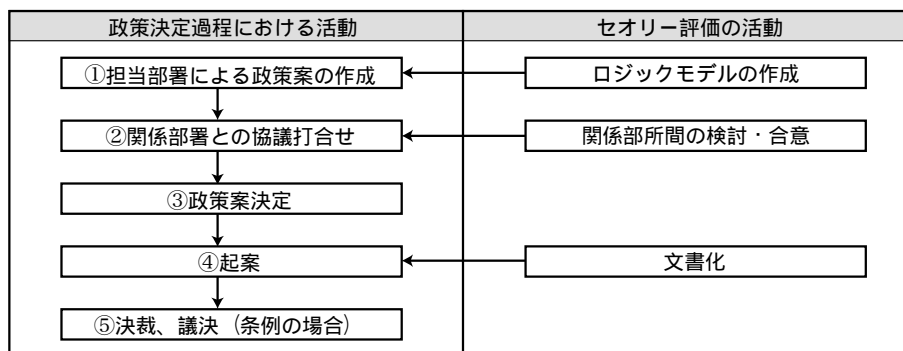 政策決定過程における活動
セオリー評価の活動
①担当部署による政策案の作成
ロジックモデルの作成
②関係部署との協議打合せ
関係部所間の検討・合意
③政策案決定
④起案
文書化
⑤決裁、議決（条例の場合）